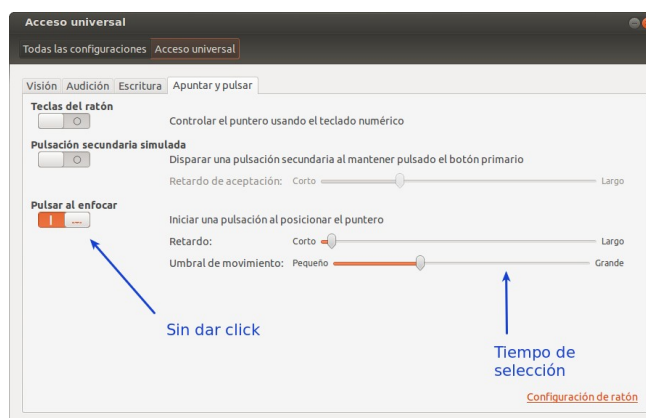 Acceso universal
Todas las configuraciones Acceso universal
Visión Audición Escritura Apuntar y pulsar
Teclas del ratón
Controlar el puntero usando el teclado numérico
Pulsación secundaria simulada
Disparar una pulsación secundaria al mantener pulsado el botón primario
Retardo de aceptación: Corto Largo
Pulsar al enfocar
Iniciar una pulsación al posicionar el puntero
Retardo: Corto Largo
Umbral de movimiento: Pequeño Grande
Sin dar click
Tiempo de
selección
Configuración de ratón